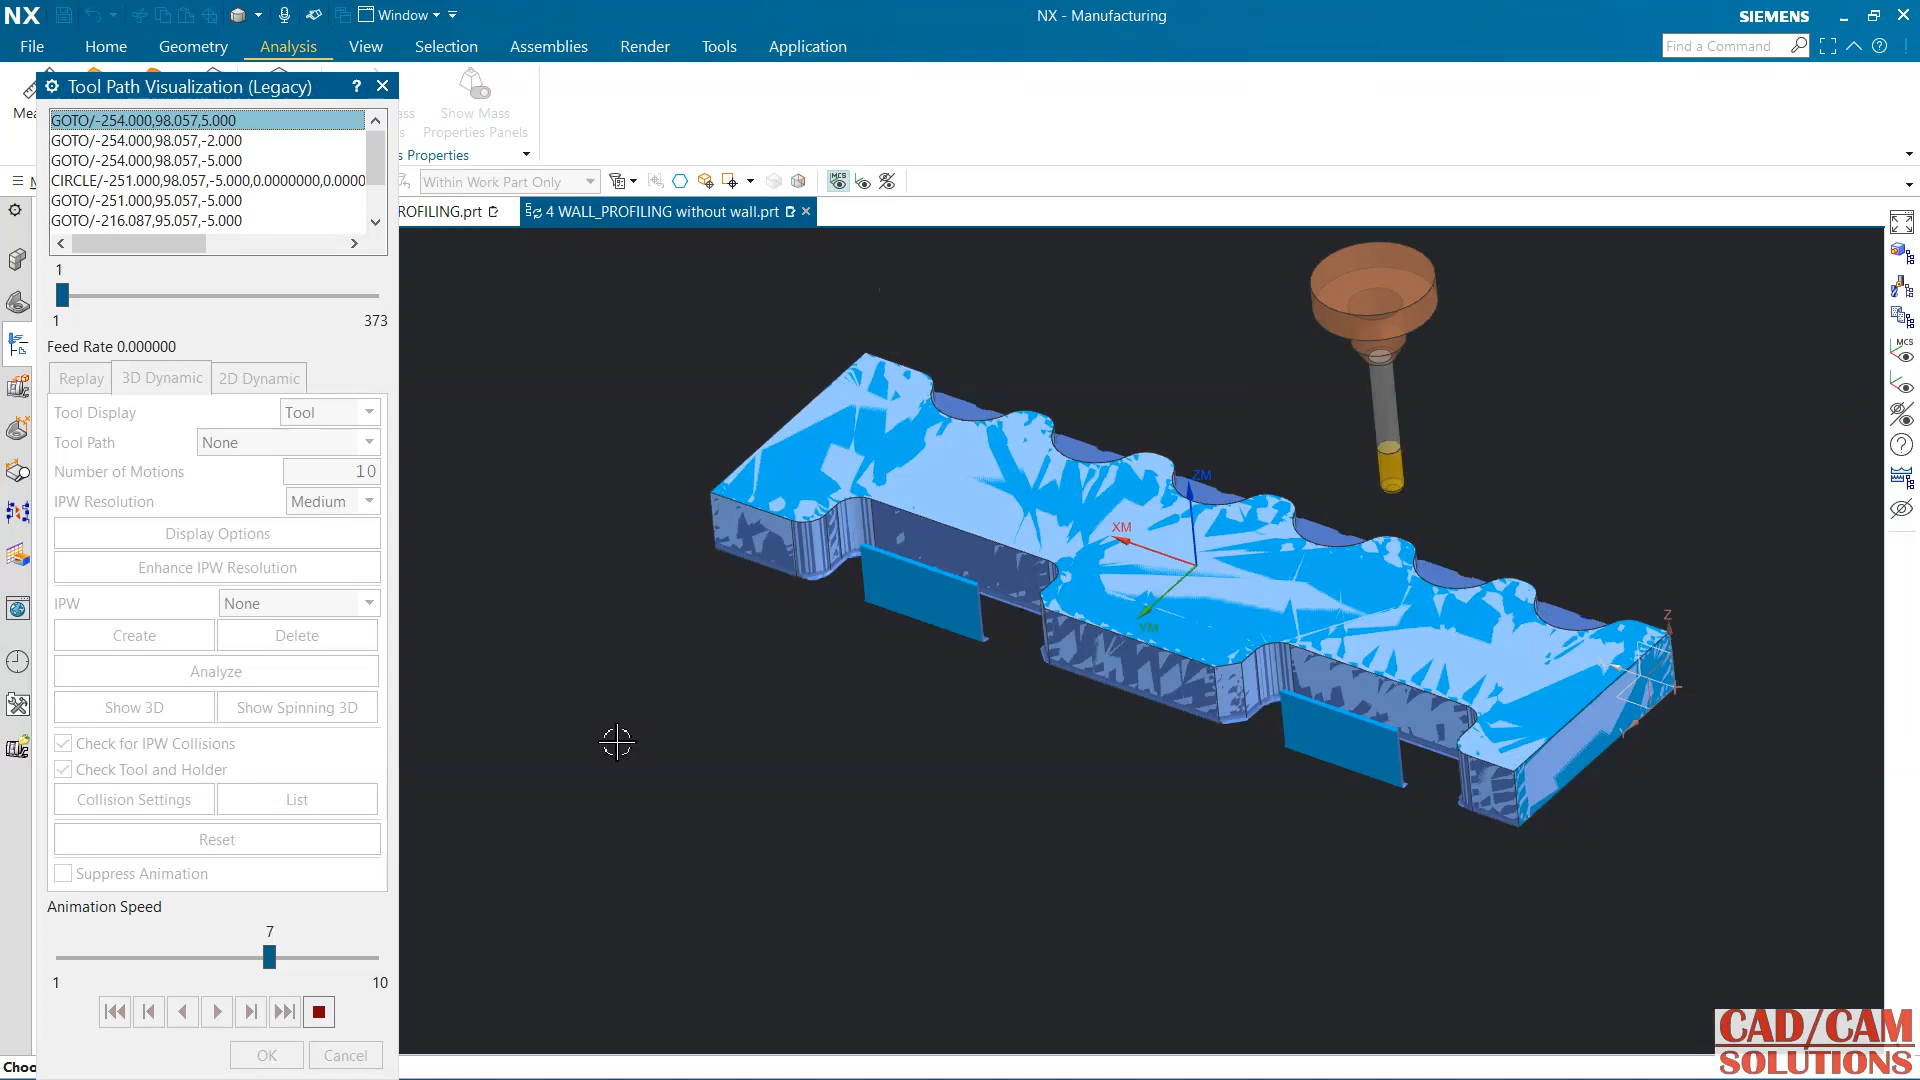 NX
Window
NX - Manufacturing
SIEMENS
File
Home
Geometry
Analysis
View
Selection
Assemblies
Render
Tools
Application
Find a Command
Tool Path Visualization (Legacy)
?
Show Mass
Properties Panels
s Properties
Within Work Part Only
MCS
ROFILING.prt
4 WALL_PROFILING without wall.prt
GOTO/-254.000,98.057,5.000
GOTO/-254.000,98.057,-2.000
GOTO/-254.000,98.057,-5.000
CIRCLE/-251.000,98.057,-5.000,0.0000000,0.0000
GOTO/-251.000,95.057,-5.000
GOTO/-216.087,95.057,-5.000
1
1
373
Feed Rate 0.000000
Replay
3D Dynamic
2D Dynamic
Tool Display
Tool
Tool Path
None
Number of Motions
10
IPW Resolution
Medium
Display Options
Enhance IPW Resolution
IPW
None
Create
Delete
Analyze
Show 3D
Show Spinning 3D
Check for IPW Collisions
Check Tool and Holder
Collision Settings
List
Reset
Suppress Animation
Animation Speed
7
1
10
OK
Cancel
Choo
ZM
XM
YM
Z
MCS
CAD/CAM
SOLUTIONS